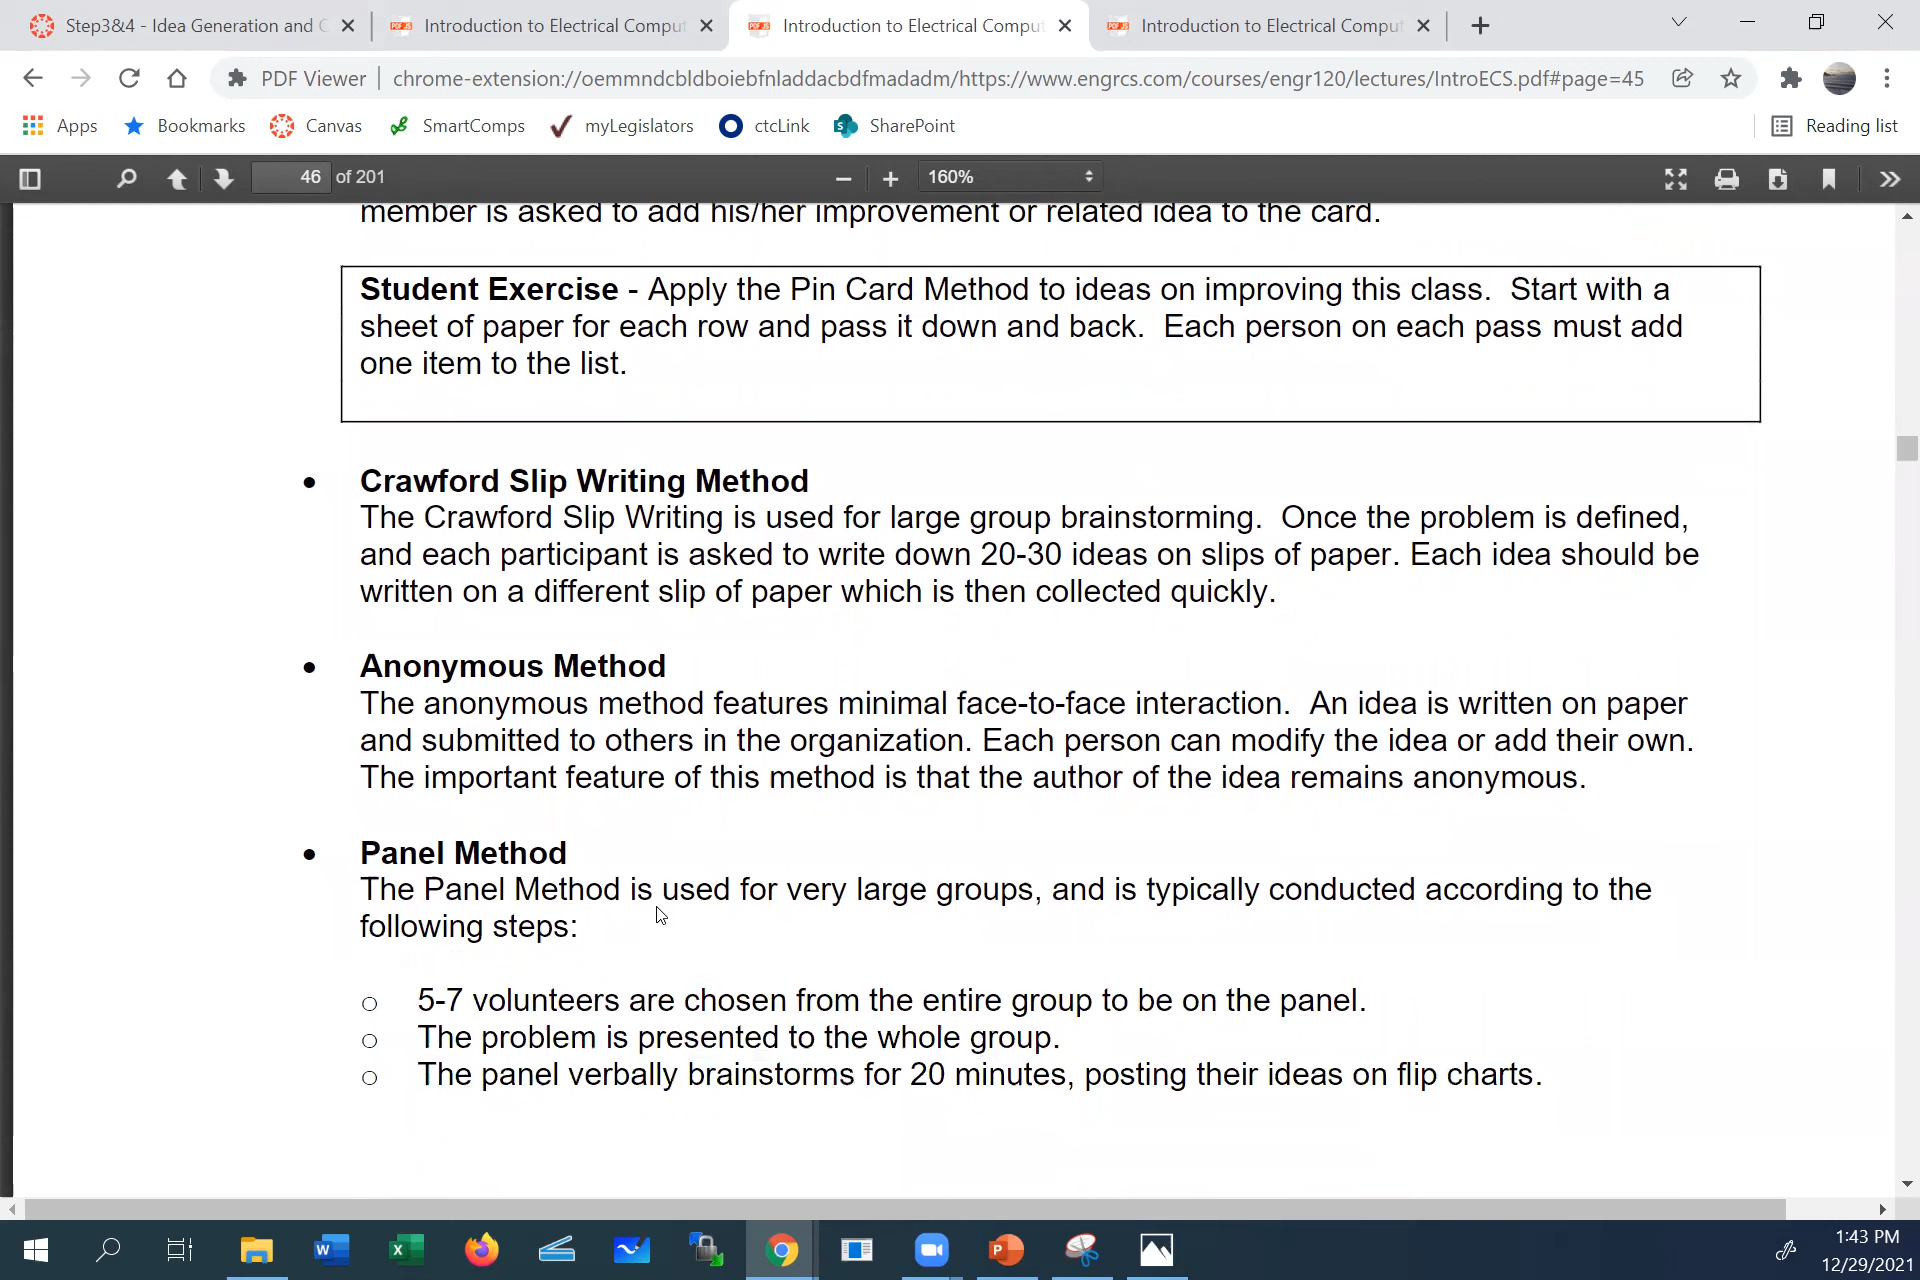 Step3&4 - Idea Generation and
Introduction to Electrical Comput
Introduction to Electrical Comput
Introduction to Electrical Comput
PDF Viewer
chrome-extension://oemmndcbldboiebfnladdacbdfmadadm/https://www.engrcs.com/courses/engr120/lectures/IntroECS.pdf#page=45
Apps
Bookmarks
Canvas
SmartComps
myLegislators
ctcLink
SharePoint
Reading list
46 of 201
160%
member is asked to add his/her improvement or related idea to the card.
Student Exercise - Apply the Pin Card Method to ideas on improving this class. Start with a
sheet of paper for each row and pass it down and back. Each person on each pass must add
one item to the list.
• Crawford Slip Writing Method
The Crawford Slip Writing is used for large group brainstorming. Once the problem is defined,
and each participant is asked to write down 20-30 ideas on slips of paper. Each idea should be
written on a different slip of paper which is then collected quickly.
• Anonymous Method
The anonymous method features minimal face-to-face interaction. An idea is written on paper
and submitted to others in the organization. Each person can modify the idea or add their own.
The important feature of this method is that the author of the idea remains anonymous.
• Panel Method
The Panel Method is used for very large groups, and is typically conducted according to the
following steps:
o 5-7 volunteers are chosen from the entire group to be on the panel.
o The problem is presented to the whole group.
o The panel verbally brainstorms for 20 minutes, posting their ideas on flip charts.
1:43 PM
12/29/2021